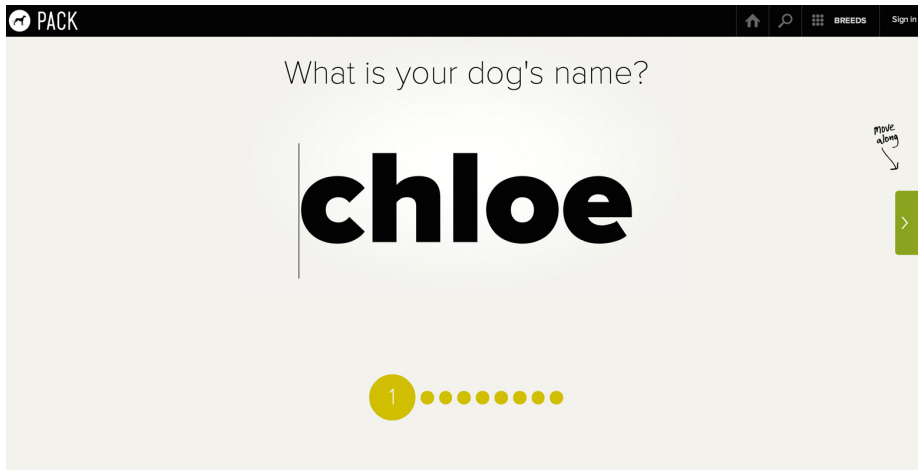 PACK
BREEDS
Sign in
What is your dog's name?
move
along
chloe
1